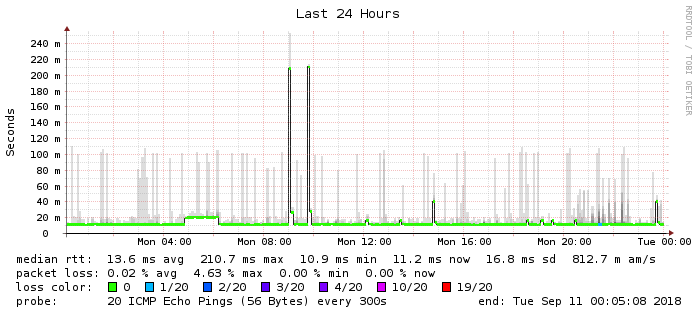 Last 24 Hours
RRDTOOL / TOBI OETIKER
Seconds
240 m
220 m
200 m
180 m
160 m
140 m
120 m
100 m
80 m
60 m
40 m
20 m
0
Mon 04:00 Mon 08:00 Mon 12:00 Mon 16:00 Mon 20:00 Tue 00:00
median rtt: 13.6 ms avg 210.7 ms max 10.9 ms min 11.2 ms now 16.8 ms sd 812.7 m am/s
packet loss: 0.02 % avg 4.63 % max 0.00 % min 0.00 % now
loss color: 0 1/20 2/20 3/20 4/20 10/20 19/20
probe: 20 ICMP Echo Pings (56 Bytes) every 300s end: Tue Sep 11 00:05:08 2018